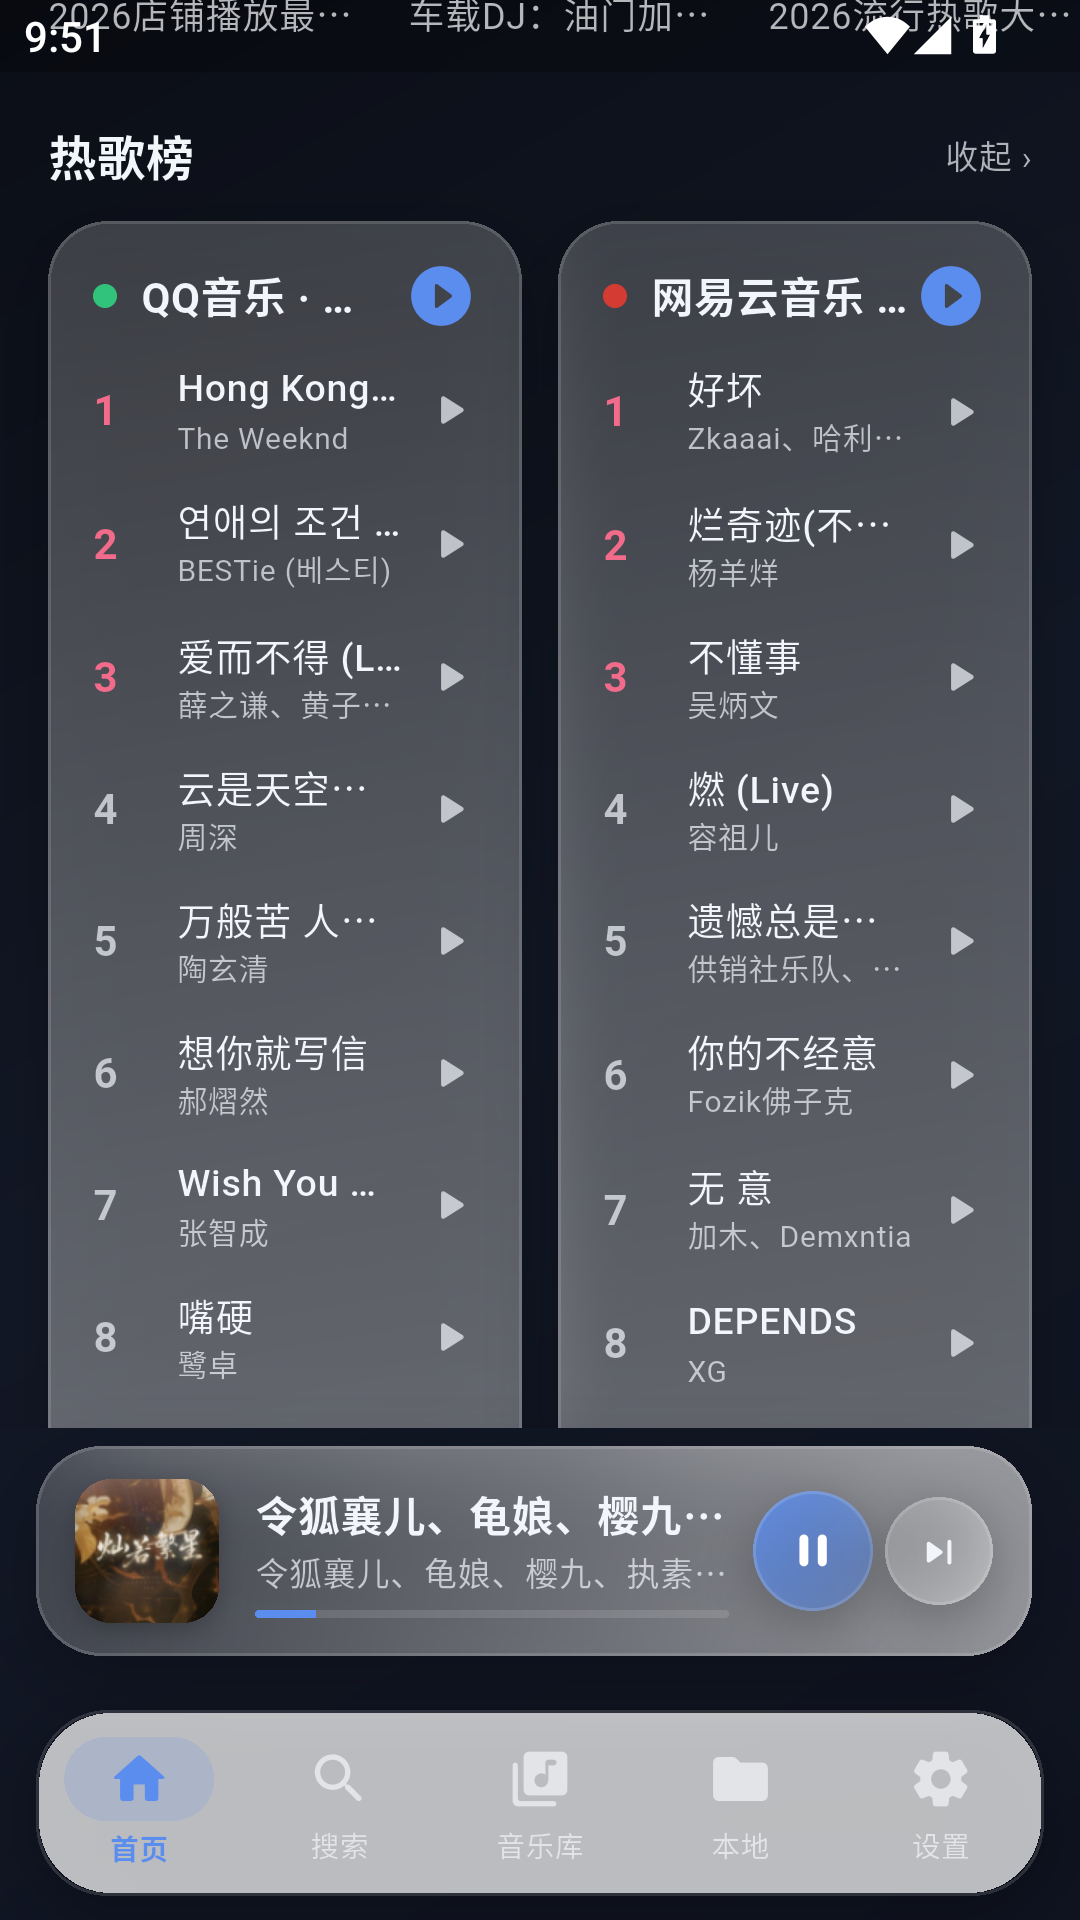 2026店铺播放最…
车载DJ：油门加…
2026流行热歌大…
9:51
热歌榜
收起 ›
QQ音乐 · …
1
Hong Kong…
The Weeknd
2
연애의 조건 …
BESTie (베스티)
3
爱而不得 (L…
薛之谦、黄子…
4
云是天空…
周深
5
万般苦 人…
陶玄清
6
想你就写信
郝熠然
7
Wish You …
张智成
8
嘴硬
鹭卓
网易云音乐 …
1
好坏
Zkaaai、哈利…
2
烂奇迹(不…
杨羊烊
3
不懂事
吴炳文
4
燃 (Live)
容祖儿
5
遗憾总是…
供销社乐队、…
6
你的不经意
Fozik佛子克
7
无 意
加木、Demxntia
8
DEPENDS
XG
灿若繁星
令狐襄儿、龟娘、樱九…
令狐襄儿、龟娘、樱九、执素…
首页
搜索
音乐库
本地
设置